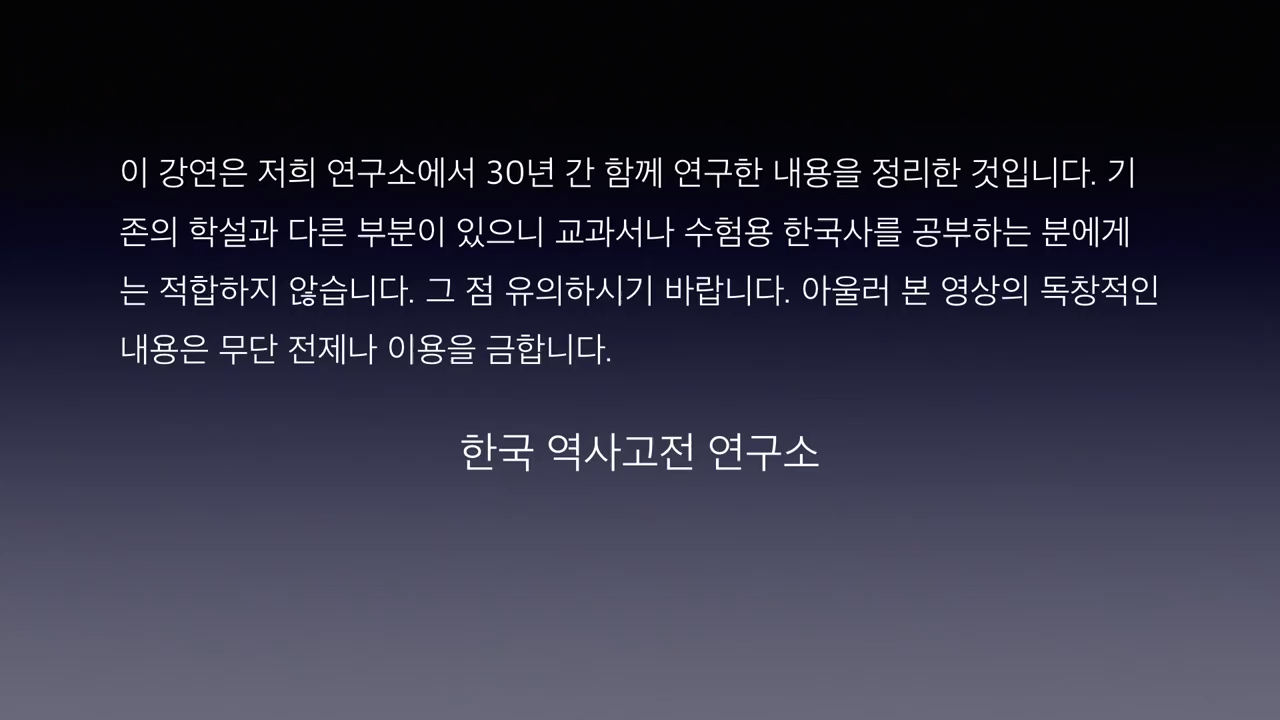 이 강연은 저희 연구소에서 30년 간 함께 연구한 내용을 정리한 것입니다. 기
존의 학설과 다른 부분이 있으니 교과서나 수험용 한국사를 공부하는 분에게
는 적합하지 않습니다. 그 점 유의하시기 바랍니다. 아울러 본 영상의 독창적인
내용은 무단 전제나 이용을 금합니다.
한국 역사고전 연구소